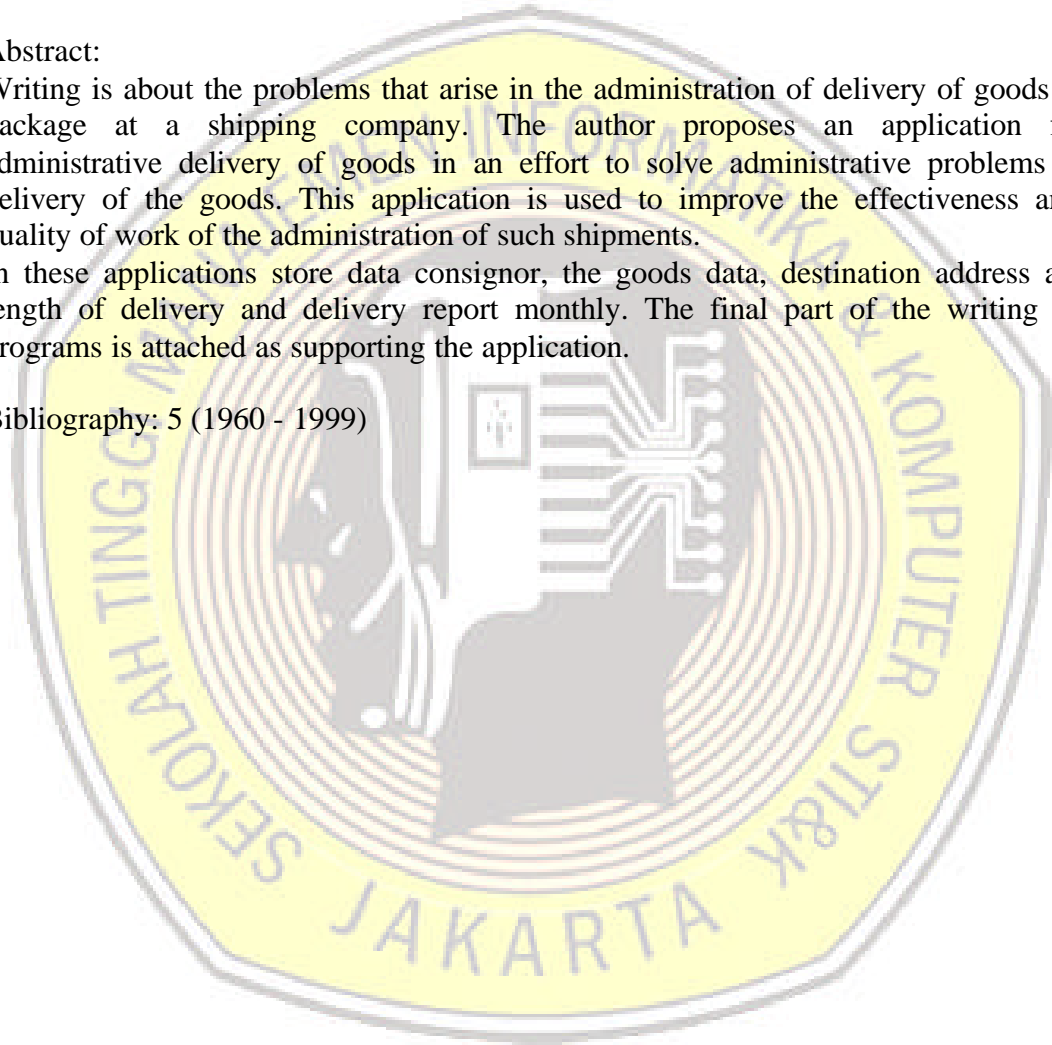 Abstract:
Writing is about the problems that arise in the administration of delivery of goods
package at a shipping company. The author proposes an application
administrative delivery of goods in an effort to solve administrative problems
delivery of the goods. This application is used to improve the effectiveness an
quality of work of the administration of such shipments.
n these applications store data consignor, the goods data, destination address a
length of delivery and delivery report monthly. The final part of the writing
programs is attached as supporting the application.
Bibliography: 5 (1960 - 1999)
SEKOLAH TINGGI MANAJEMEN INFORMATIKA & KOMPUTER STI&K
JAKARTA